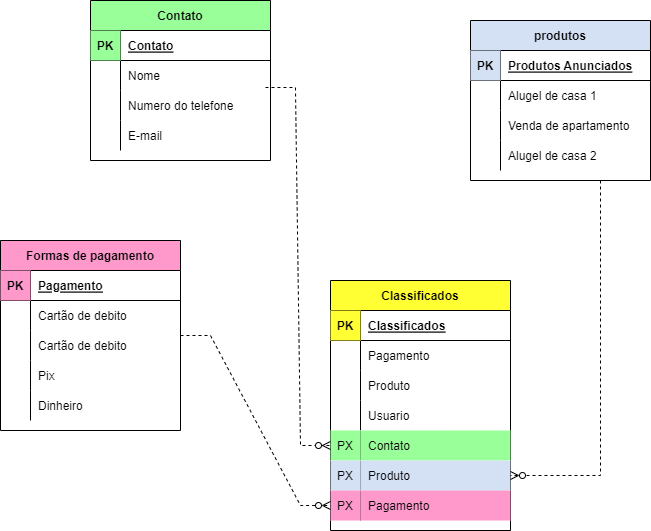 Contato
PK Contato
Nome
Numero do telefone
E-mail
produtos
PK Produtos Anunciados
Alugel de casa 1
Venda de apartamento
Alugel de casa 2
Formas de pagamento
PK Pagamento
Cartão de debito
Cartão de debito
Pix
Dinheiro
Classificados
PK Classificados
Pagamento
Produto
Usuario
PX Contato
PX Produto
PX Pagamento